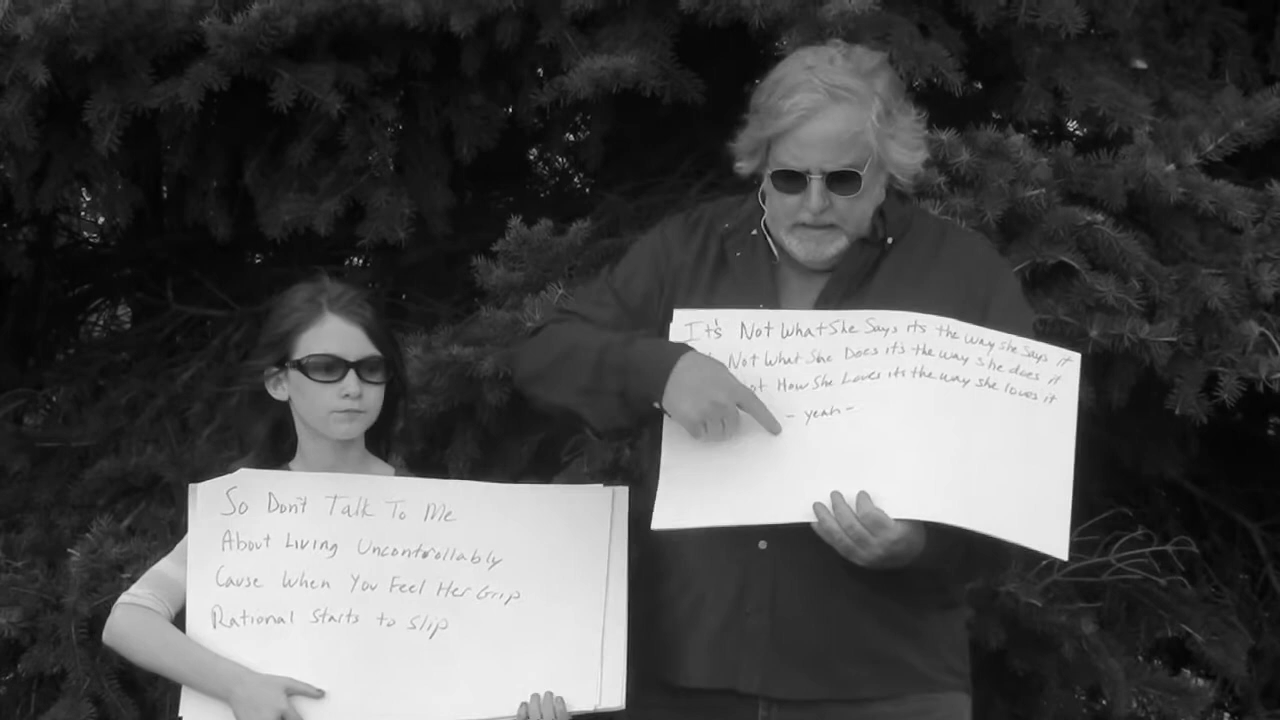 So Don't Talk To Me
About Living Uncontrollably
Cause When You Feel Her Grip
Rational Starts to Slip
It's Not What She Says its the way she says it
Not What She Does it's the way she does it
How She Loves its the way she loves it
- yeah -